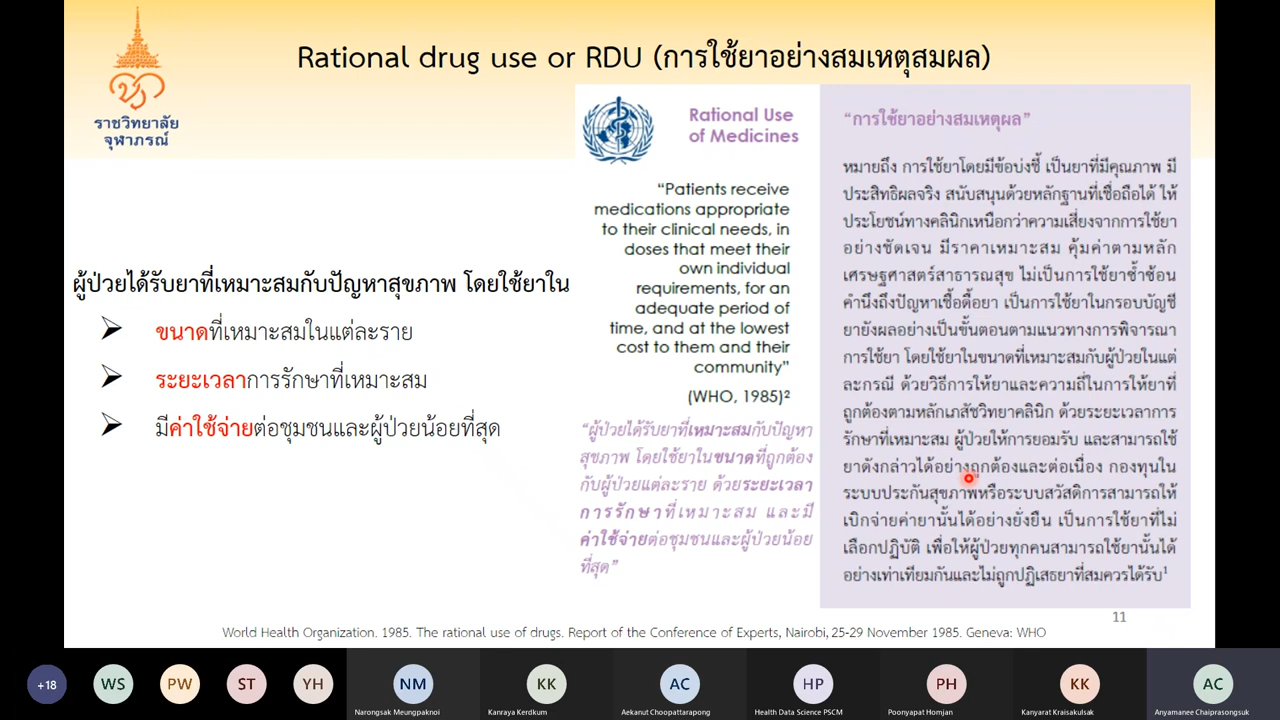 Rational drug use or RDU (การใช้ยาอย่างสมเหตุสมผล)
ราชวิทยาลัย
จุฬาภรณ์
ผู้ป่วยได้รับยาที่เหมาะสมกับปัญหาสุขภาพ โดยใช้ยาใน
ขนาดที่เหมาะสมในแต่ละราย
ระยะเวลาการรักษาที่เหมาะสม
มีค่าใช้จ่ายต่อชุมชนและผู้ป่วยน้อยที่สุด
Rational Use
of Medicines
“Patients receive
medications appropriate
to their clinical needs, in
doses that meet their
own individual
requirements, for an
adequate period of
time, and at the lowest
cost to them and their
community”
(WHO, 1985)²
“ผู้ป่วยได้รับยาที่เหมาะสมกับปัญหา
สุขภาพ โดยใช้ยาในขนาดที่ถูกต้อง
กับผู้ป่วยแต่ละราย ด้วยระยะเวลา
การรักษาที่เหมาะสม และมี
ค่าใช้จ่ายต่อชุมชนและผู้ป่วยน้อย
ที่สุด”
“การใช้ยาอย่างสมเหตุผล”
หมายถึง การใช้ยาโดยมีข้อบ่งชี้ เป็นยาที่มีคุณภาพ มี
ประสิทธิผลจริง สนับสนุนด้วยหลักฐานที่เชื่อถือได้ ให้
ประโยชน์ทางคลินิกเหนือกว่าความเสี่ยงจากการใช้ยา
อย่างชัดเจน มีราคาเหมาะสม คุ้มค่าตามหลัก
เศรษฐศาสตร์สาธารณสุข ไม่เป็นการใช้ยาซ้ำซ้อน
คำนึงถึงปัญหาเชื้อดื้อยา เป็นการใช้ยาในกรอบบัญชี
ยายังผลอย่างเป็นขั้นตอนตามแนวทางการพิจารณา
การใช้ยา โดยใช้ยาในขนาดที่เหมาะสมกับผู้ป่วยในแต่
ละกรณี ด้วยวิธีการให้ยาและความถี่ในการให้ยาที่
ถูกต้องตามหลักเภสัชวิทยาคลินิก ด้วยระยะเวลาการ
รักษาที่เหมาะสม ผู้ป่วยให้การยอมรับ และสามารถใช้
ยาดังกล่าวได้อย่างถูกต้องและต่อเนื่อง กองทุนใน
ระบบประกันสุขภาพหรือระบบสวัสดิการสามารถให้
เบิกจ่ายค่ายานั้นได้อย่างยั่งยืน เป็นการใช้ยาที่ไม่
เลือกปฏิบัติ เพื่อให้ผู้ป่วยทุกคนสามารถใช้ยานั้นได้
อย่างเท่าเทียมกันและไม่ถูกปฏิเสธยาที่สมควรได้รับ¹
11
World Health Organization. 1985. The rational use of drugs. Report of the Conference of Experts, Nairobi, 25-29 November 1985. Geneva: WHO
+18 WS PW ST YH NM KK AC HP PH KK AC
Narongsak Meungpaknoi Kanraya Kerdkum Aekanut Choopattarapong Health Data Science PSCM Poonyapat Homjan Kanyarat Kraisakulsak Anyamanee Chaiprasongsuk